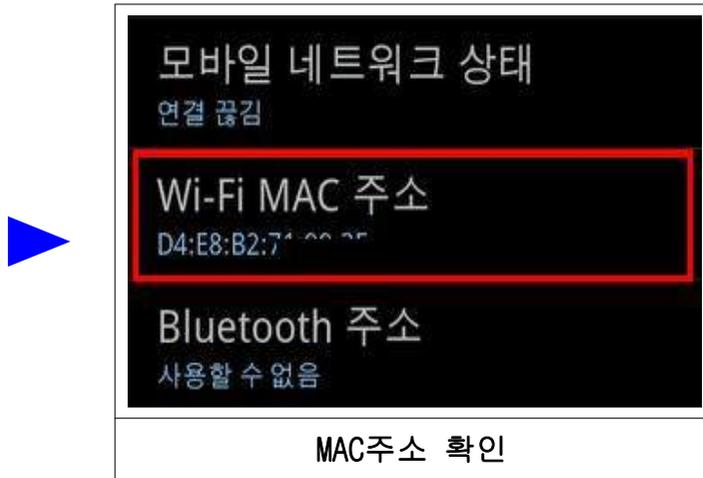 모바일 네트워크 상태
연결 끊김
Wi-Fi MAC 주소
D4:E8:B2:
Bluetooth 주소
사용할 수 없음
MAC주소 확인